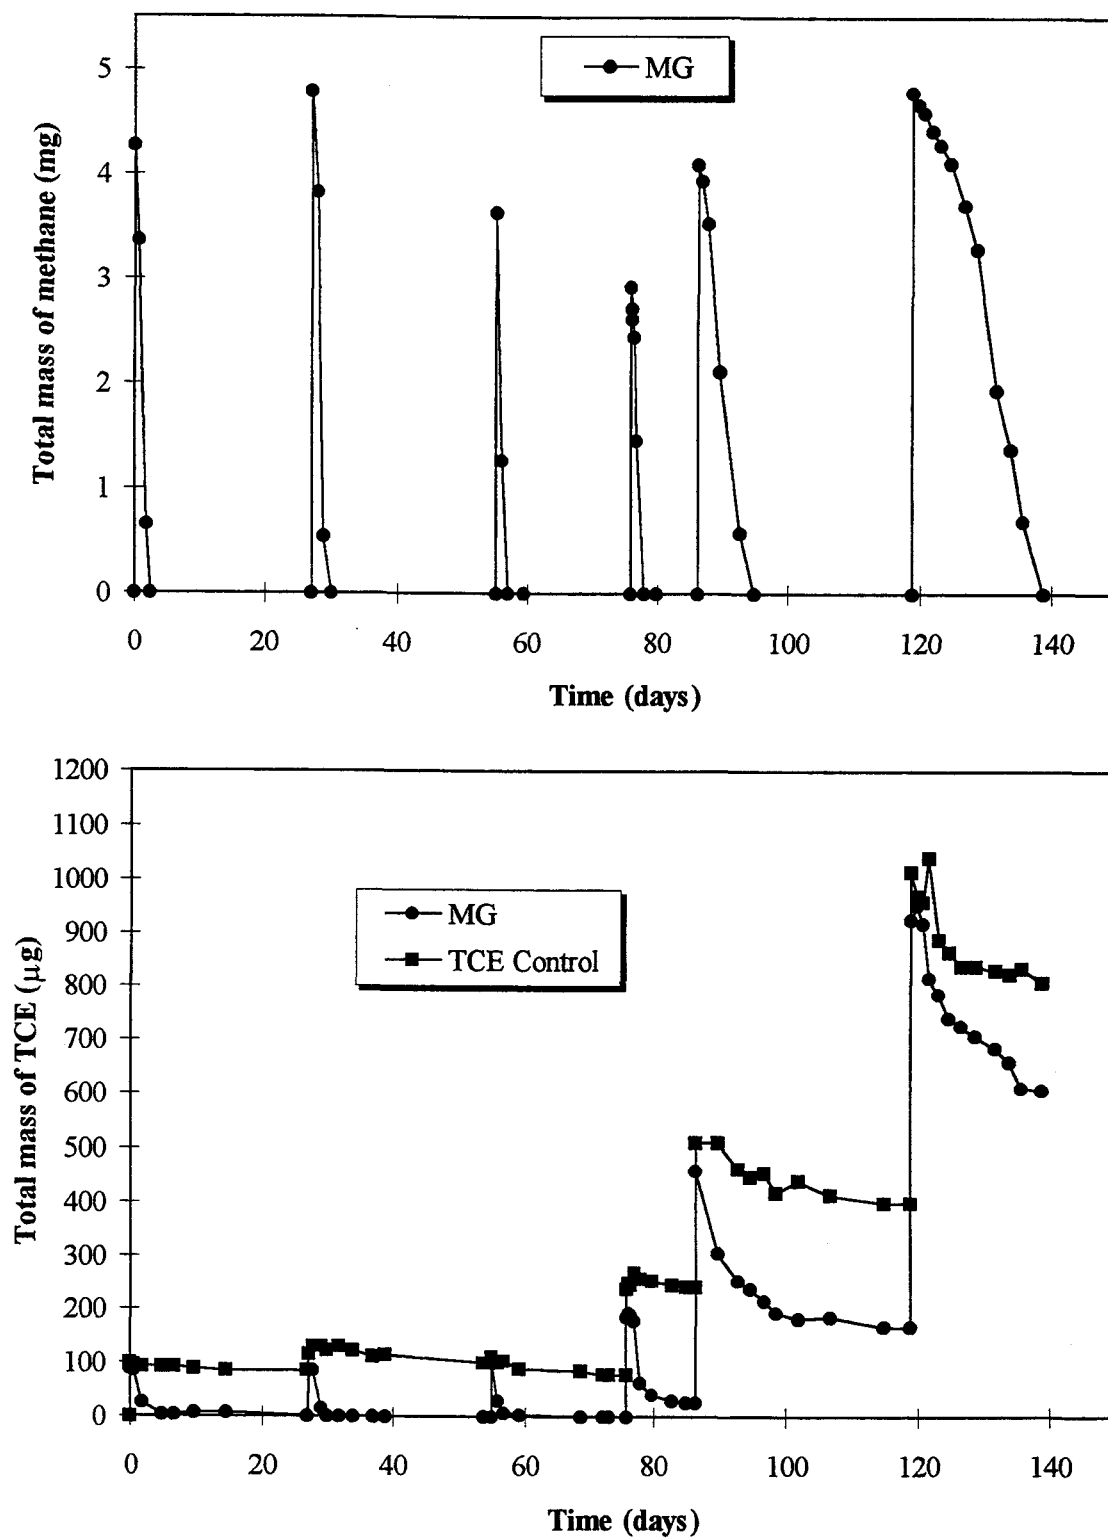 MG
Total mass of methane (mg)
5
4
3
2
1
0
0 20 40 60 80 100 120 140
Time (days)
Total mass of TCE (µg)
1200
1100
1000
900
800
700
600
500
400
300
200
100
0
MG
TCE Control
0 20 40 60 80 100 120 140
Time (days)